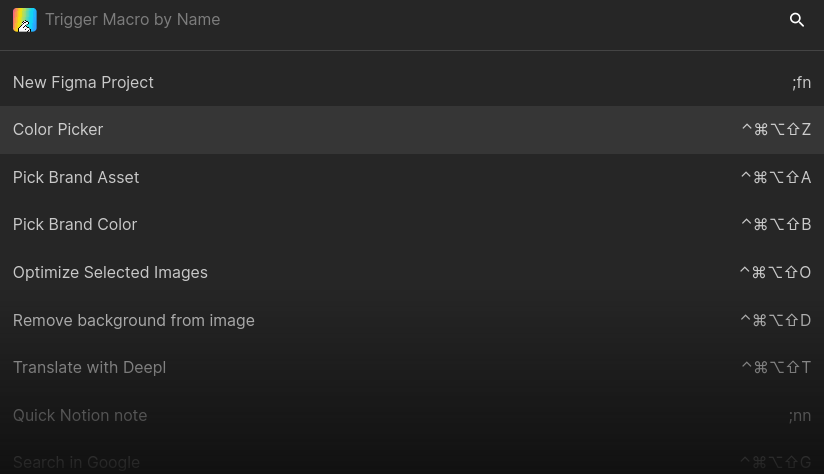 Trigger Macro by Name
New Figma Project ;fn
Color Picker ^⌘⌥⇧Z
Pick Brand Asset ^⌘⌥⇧A
Pick Brand Color ^⌘⌥⇧B
Optimize Selected Images ^⌘⌥⇧O
Remove background from image ^⌘⌥⇧D
Translate with Deepl ^⌘⌥⇧T
Quick Notion note ;nn
Search in Google ^⌘⌥⇧G